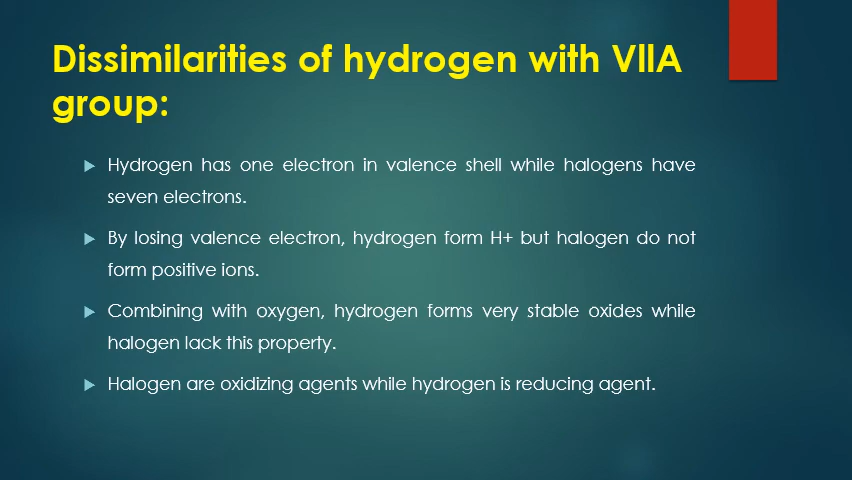 Dissimilarities of hydrogen with VllA
group:
Hydrogen has one electron in valence shell while halogens have
seven electrons.
By losing valence electron, hydrogen form H+ but halogen do not
form positive ions.
Combining with oxygen, hydrogen forms very stable oxides while
halogen lack this property.
Halogen are oxidizing agents while hydrogen is reducing agent.